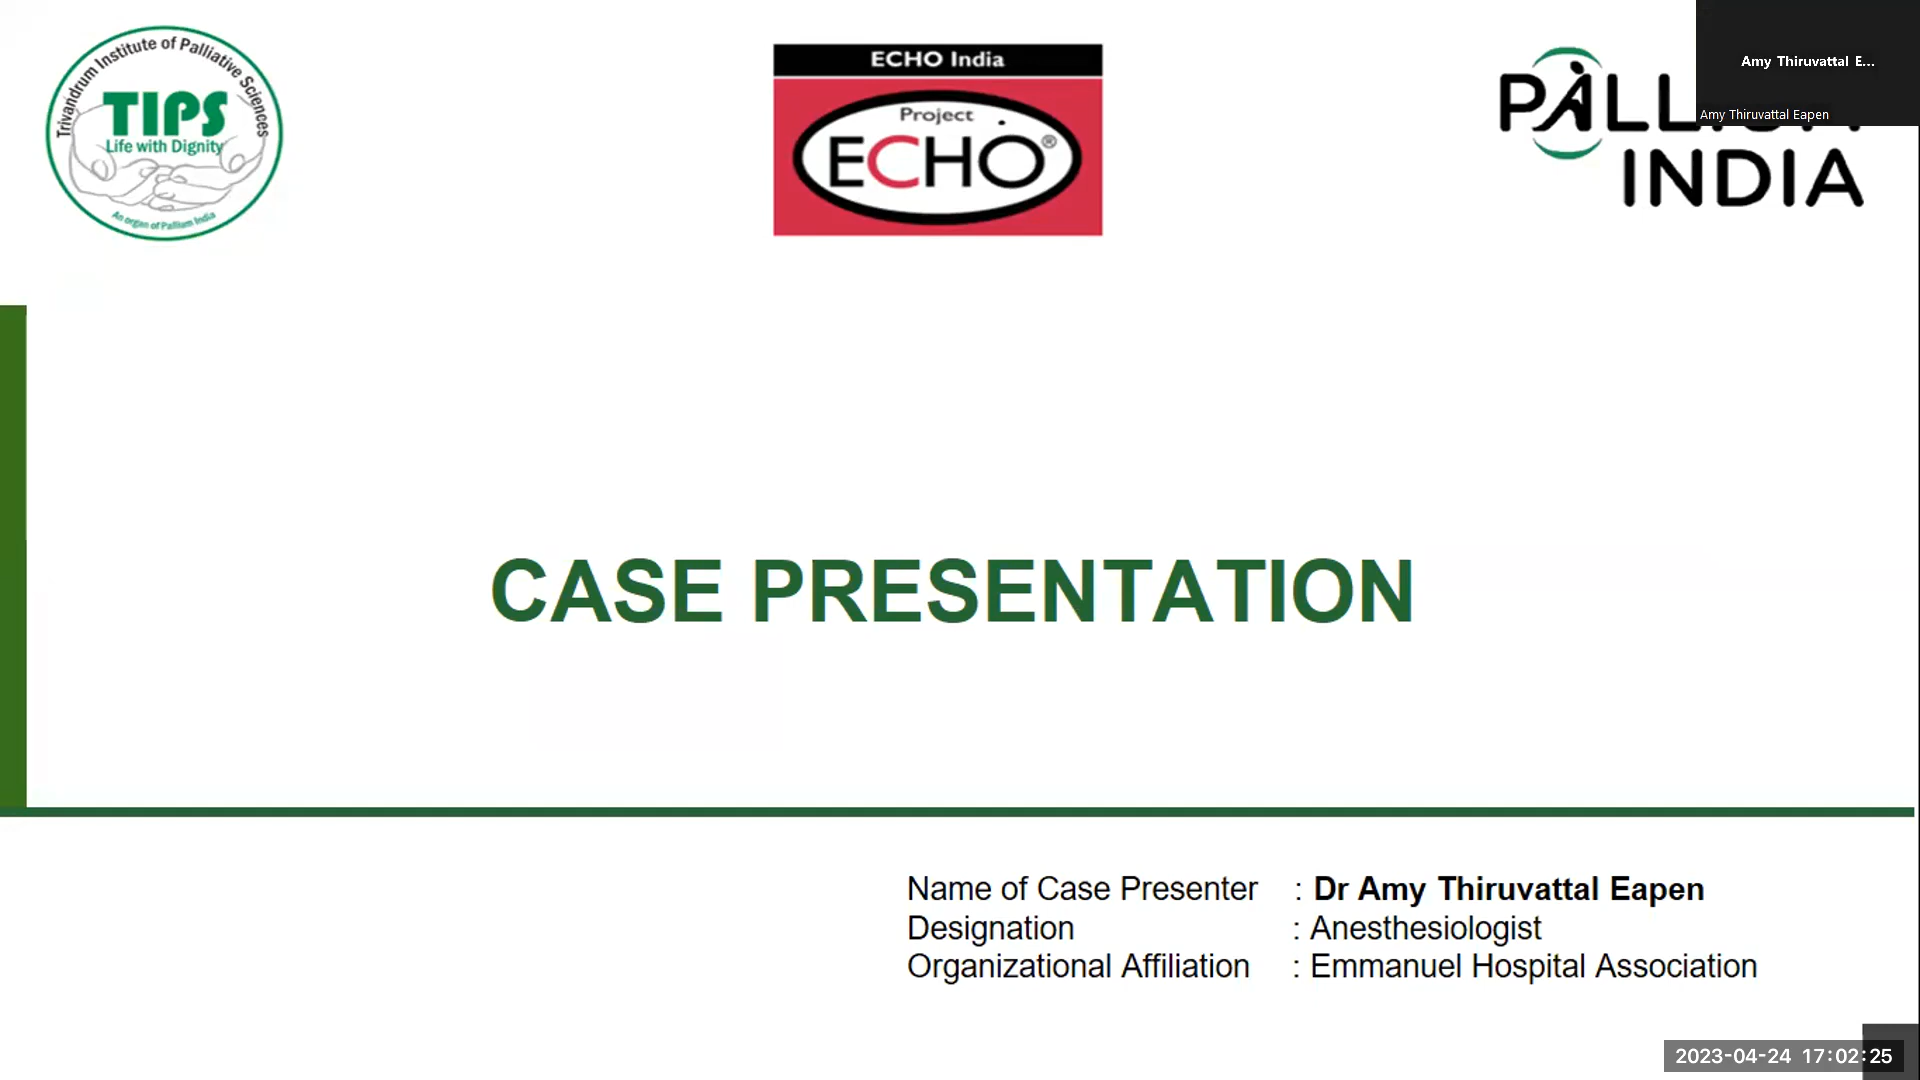 Trivandrum Institute of Palliative Sciences
TIPS
Life with Dignity
An organ of Pallium India
ECHO India
Project
ECHO®
PALL
INDIA
Amy Thiruvattal E...
Amy Thiruvattal Eapen
CASE PRESENTATION
Name of Case Presenter : Dr Amy Thiruvattal Eapen
Designation : Anesthesiologist
Organizational Affiliation : Emmanuel Hospital Association
2023-04-24 17:02:25